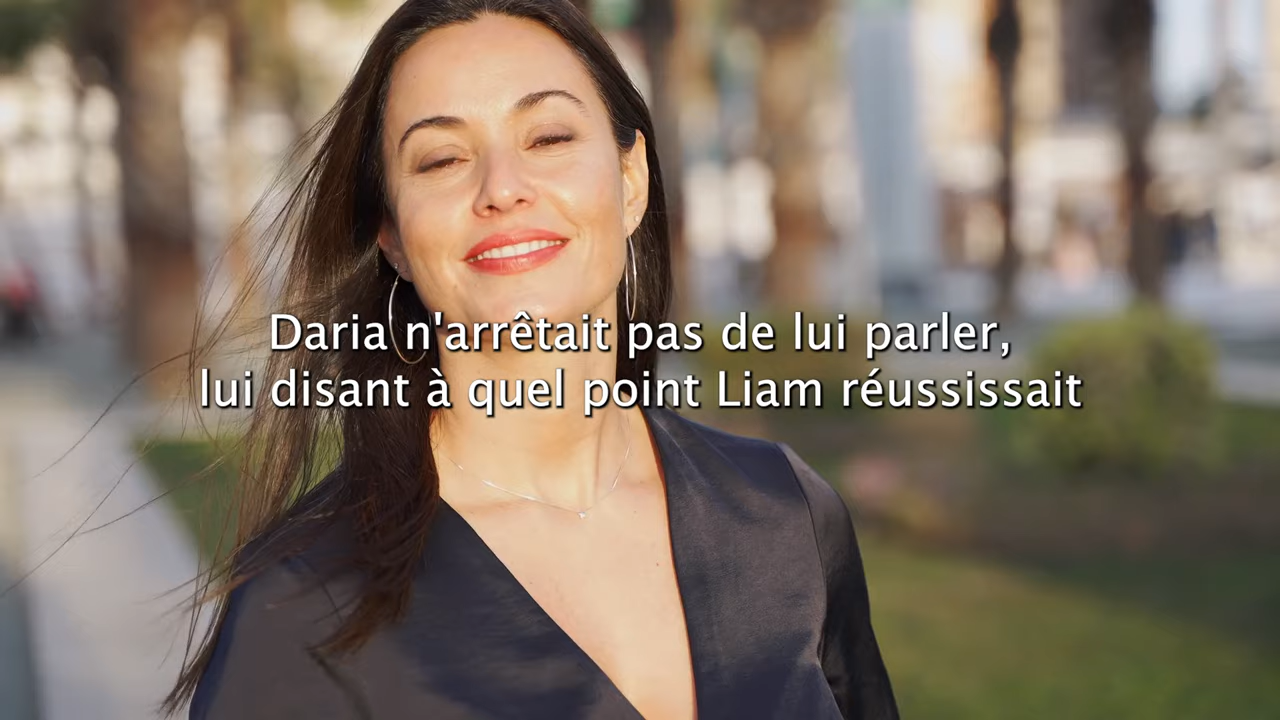 Daria n'arrêtait pas de lui parler,
lui disant à quel point Liam réussissait